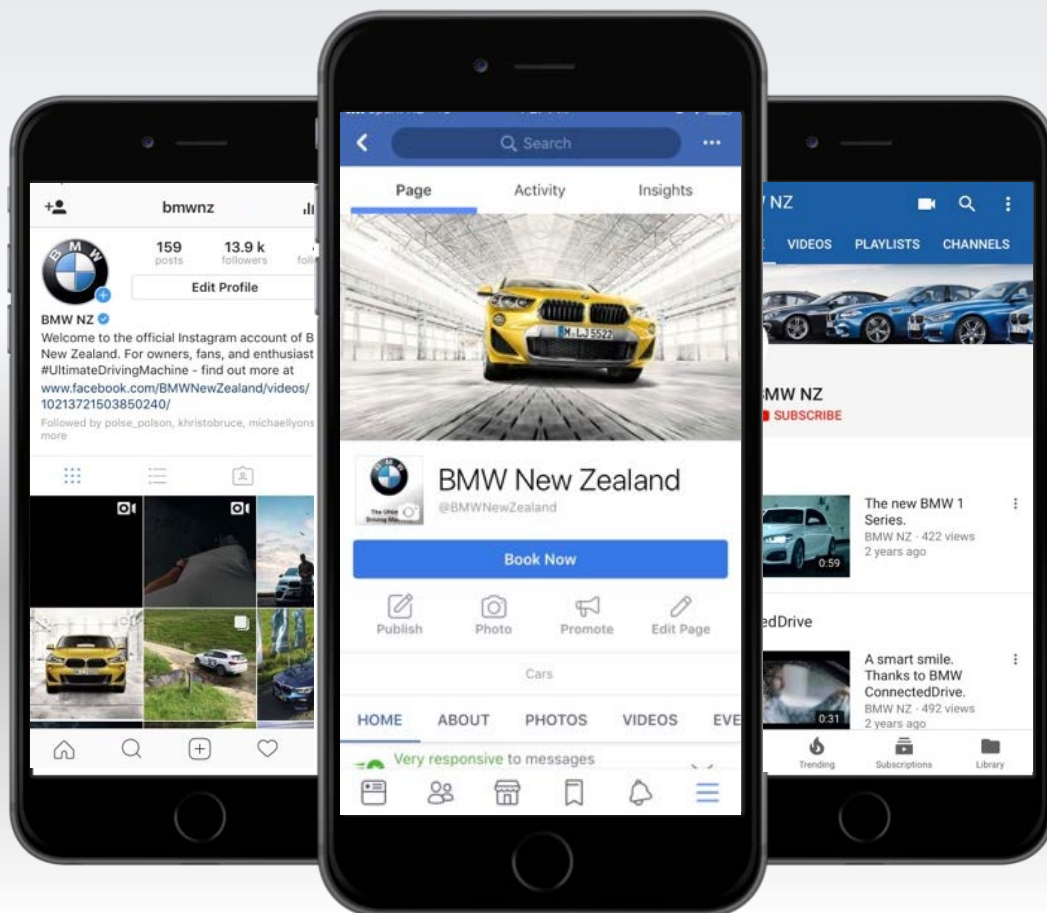 bmwnz
159
13.9 k
posts
followers
Edit Profile
BMW NZ
Welcome to the official Instagram account of B
New Zealand. For owners, fans, and enthusiast
#UltimateDrivingMachine - find out more at
www.facebook.com/BMWNewZealand/videos/
10213721503850240/
Followed by polse_polson, khristobruce, michaellyons
more
Search
Page
Activity
Insights
M·LJ 5522
BMW
The Ultimate
Driving
BMW New Zealand
@BMWNewZealand
Book Now
Publish
Photo
Promote
Edit Page
Cars
HOME
ABOUT
PHOTOS
VIDEOS
EVE
Very responsive to messages
NZ
VIDEOS
PLAYLISTS
CHANNELS
MW NZ
SUBSCRIBE
The new BMW 1
Series.
BMW NZ · 422 views
2 years ago
0:59
edDrive
A smart smile.
Thanks to BMW
ConnectedDrive.
BMW NZ · 492 views
2 years ago
0:31
Trending
Subscriptions
Library